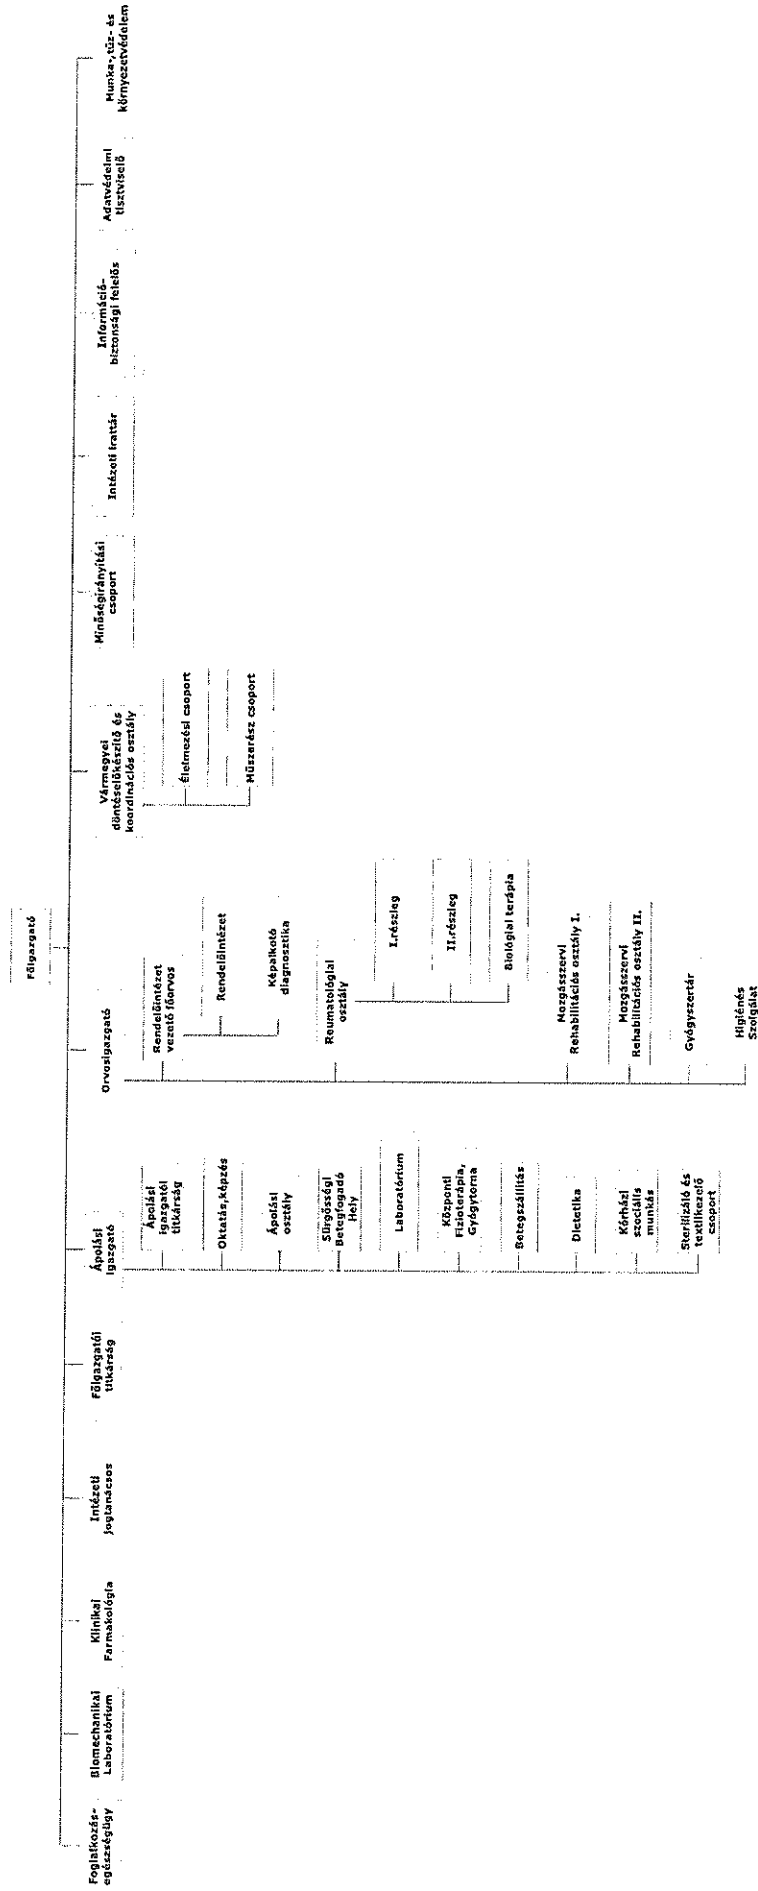 Főigazgató
Foglalkozás-
egészségügy
Biomechanikai
Laboratórium
Klinikai
Farmakológia
Intézeti
jogtanácsos
Főigazgatói
titkárság
Ápolási
igazgató
Ápolási
igazgatói
titkárság
Oktatás,képzés
Ápolási
osztály
Sürgősségi
Betegfogadó
Hely
Laboratórium
Központi
Fizioterápia,
Gyógytorna
Betegszállítás
Dietetika
Kórházi
szociális
munkás
Sterilizáló és
textilkezelő
csoport
Orvosigazgató
Rendelőintézet
vezető főorvos
Rendelőintézet
Képalkotó
diagnosztika
Reumatológiai
osztály
I.részleg
II.részleg
Biológiai terápia
Mozgásszervi
Rehabilitációs osztály I.
Mozgásszervi
Rehabilitációs osztály II.
Gyógyszertár
Higiénés
Szolgálat
Vármegyei
döntéselőkészítő és
koordinációs osztály
Élelmezési csoport
Műszerész csoport
Minőségirányítási
csoport
Intézeti irattár
Információ-
biztonsági felelős
Adatvédelmi
tisztviselő
Munka-,tűz- és
környezetvédelem